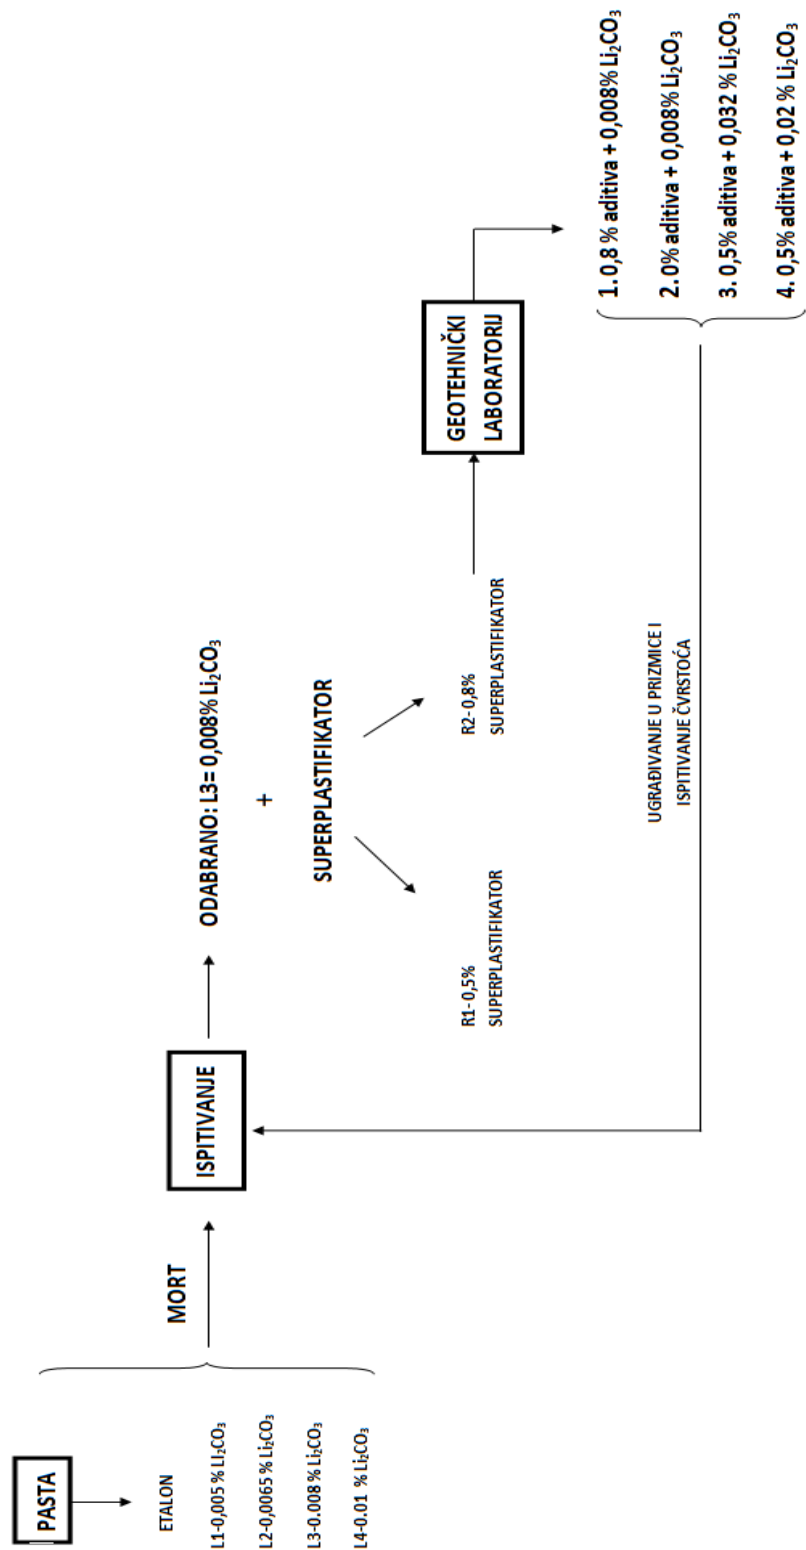 PASTA
ETALON
L1-0,005 % LI₂CO₃
L2-0,0065 % Li₂CO₃
L3-0.008 % Li₂CO₃
L4-0.01 % Li₂CO₃
MORT
ISPITIVANJE
ODABRANO: L3= 0,008% Li₂CO₃
+
SUPERPLASTIFIKATOR
R1-0,5%
SUPERPLASTIFIKATOR
R2-0,8%
SUPERPLASTIFIKATOR
GEOTEHNIČKI
LABORATORIJ
1. 0,8 % aditiva + 0,008% Li₂CO₃
2. 0% aditiva + 0,008% Li₂CO₃
3. 0,5% aditiva + 0,032 % Li₂CO₃
4. 0,5% aditiva + 0,02 % Li₂CO₃
UGRAĐIVANJE U PRIZMICE I
ISPITIVANJE ČVRSTOĆA